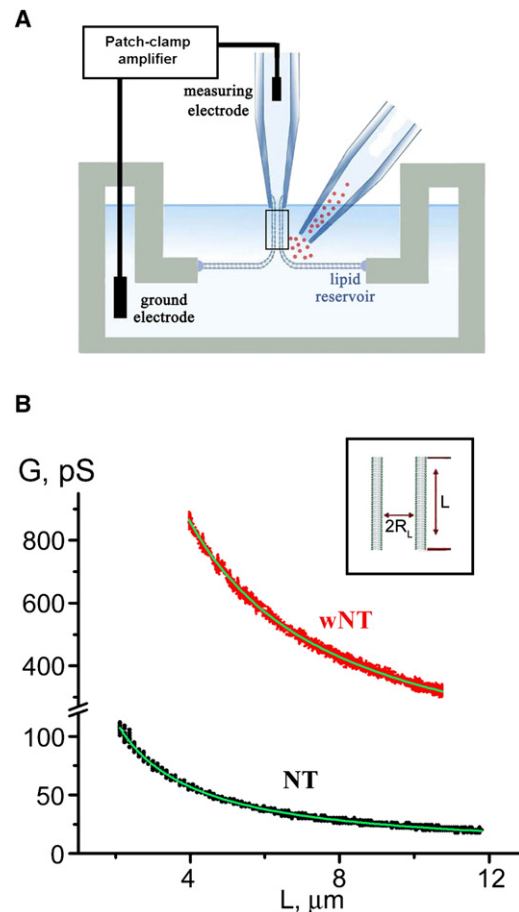 A
Patch-clamp
amplifier
measuring
electrode
lipid
reservoir
ground
electrode
B
G, pS
800
600
400
100
50
0
wNT
NT
2R_L
L
4
8
12
L, μm